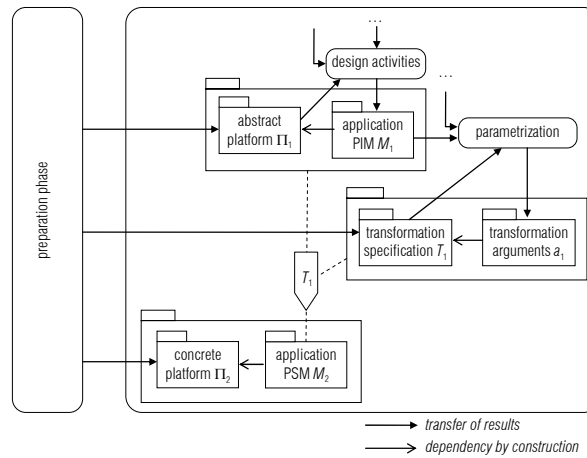 ...
design activities
...
abstract
platform Π1
application
PIM M1
parametrization
preparation phase
transformation
specification T1
transformation
arguments a1
T1
concrete
platform Π2
application
PSM M2
transfer of results
dependency by construction